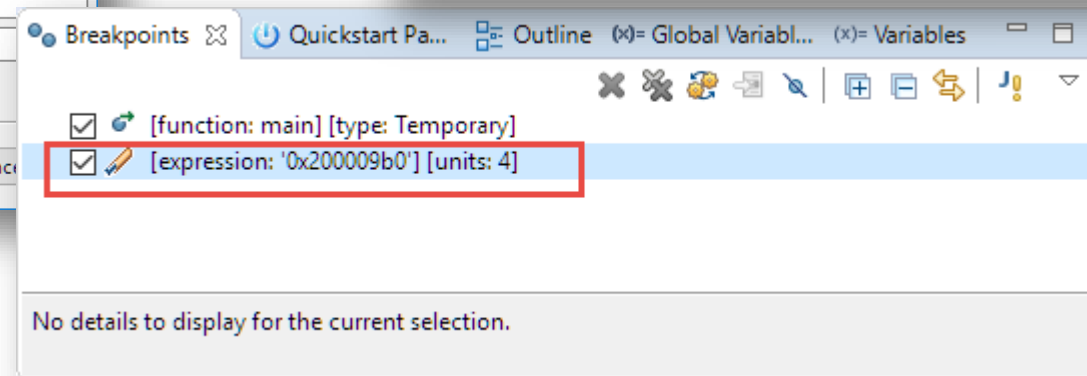 Breakpoints Quickstart Pa... Outline (x)= Global Variabl... (x)= Variables
[function: main] [type: Temporary]
[expression: '0x200009b0'] [units: 4]
No details to display for the current selection.